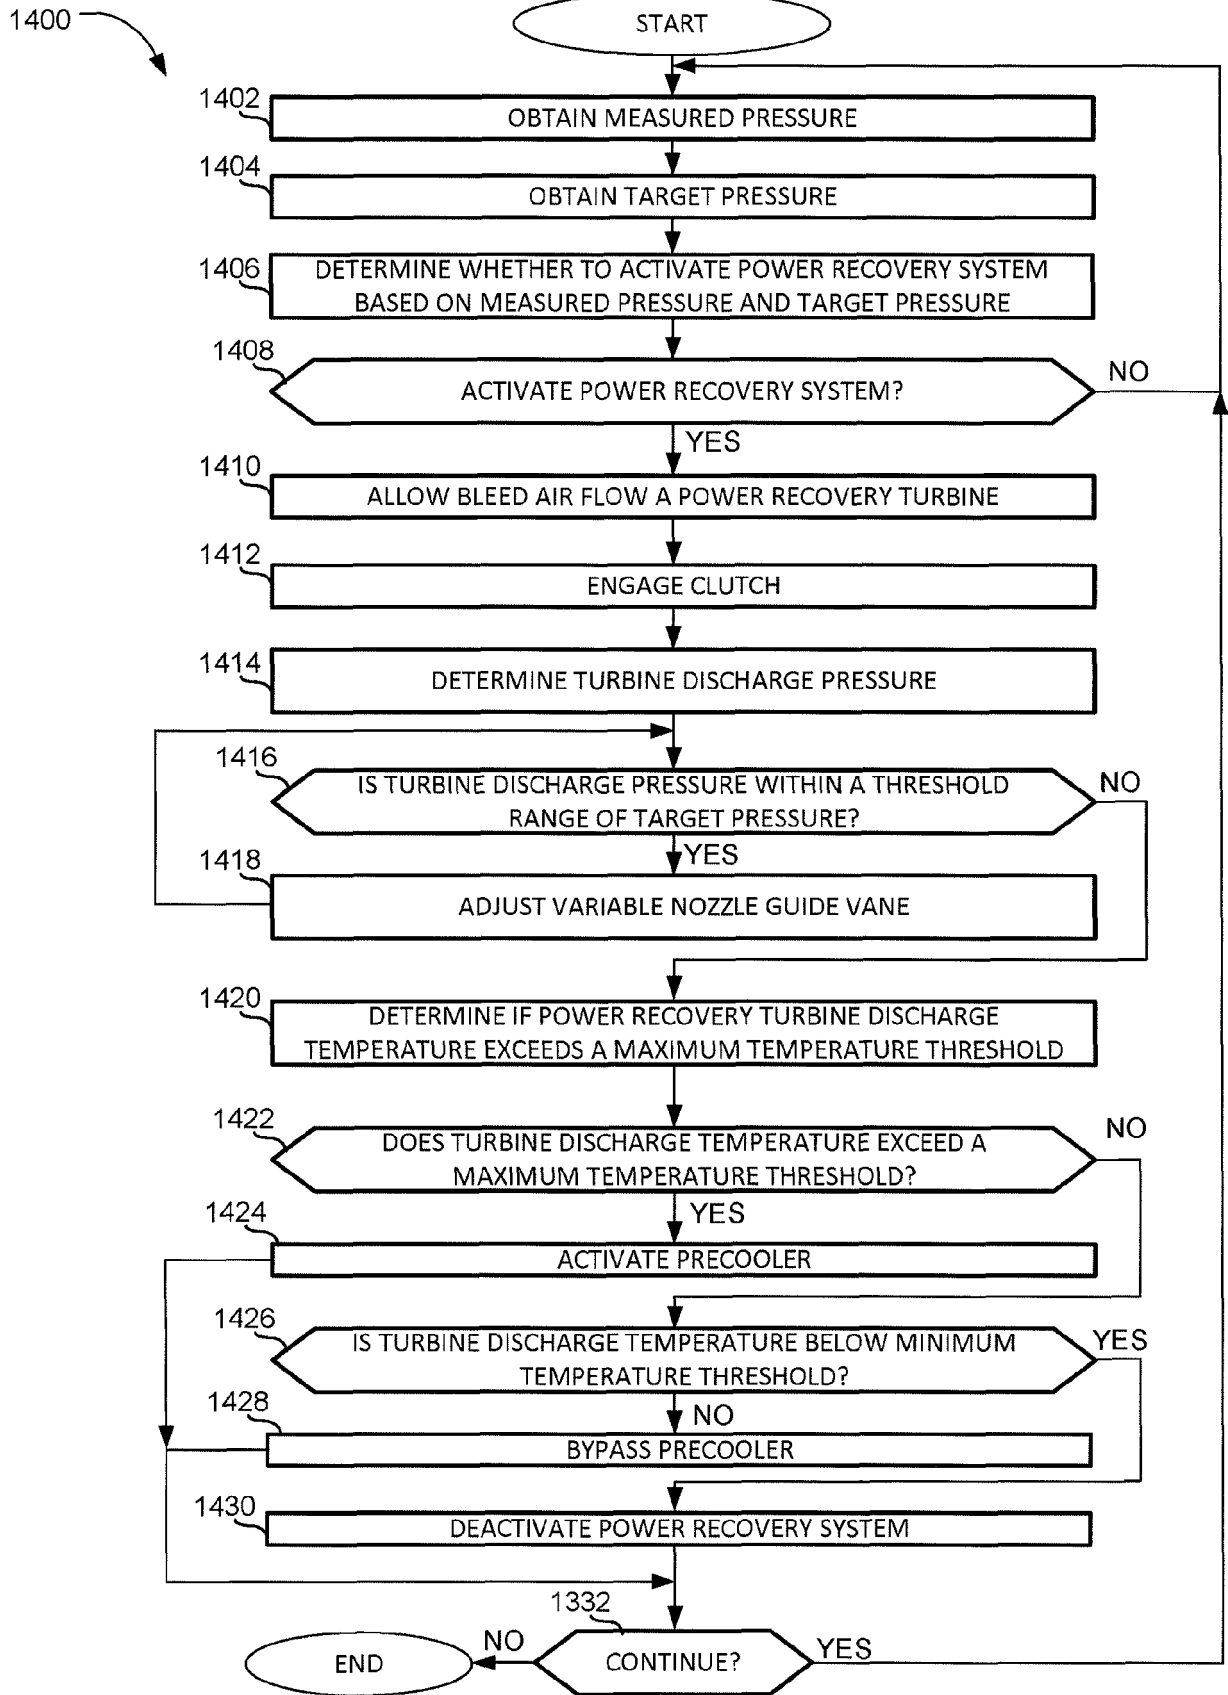 1400
START
1402
OBTAIN MEASURED PRESSURE
1404
OBTAIN TARGET PRESSURE
1406
DETERMINE WHETHER TO ACTIVATE POWER RECOVERY SYSTEM
BASED ON MEASURED PRESSURE AND TARGET PRESSURE
1408
ACTIVATE POWER RECOVERY SYSTEM?
NO
YES
1410
ALLOW BLEED AIR FLOW A POWER RECOVERY TURBINE
1412
ENGAGE CLUTCH
1414
DETERMINE TURBINE DISCHARGE PRESSURE
1416
IS TURBINE DISCHARGE PRESSURE WITHIN A THRESHOLD
RANGE OF TARGET PRESSURE?
NO
YES
1418
ADJUST VARIABLE NOZZLE GUIDE VANE
1420
DETERMINE IF POWER RECOVERY TURBINE DISCHARGE
TEMPERATURE EXCEEDS A MAXIMUM TEMPERATURE THRESHOLD
1422
DOES TURBINE DISCHARGE TEMPERATURE EXCEED A
MAXIMUM TEMPERATURE THRESHOLD?
NO
YES
1424
ACTIVATE PRECOOLER
1426
IS TURBINE DISCHARGE TEMPERATURE BELOW MINIMUM
TEMPERATURE THRESHOLD?
YES
NO
1428
BYPASS PRECOOLER
1430
DEACTIVATE POWER RECOVERY SYSTEM
1332
CONTINUE?
NO
YES
END